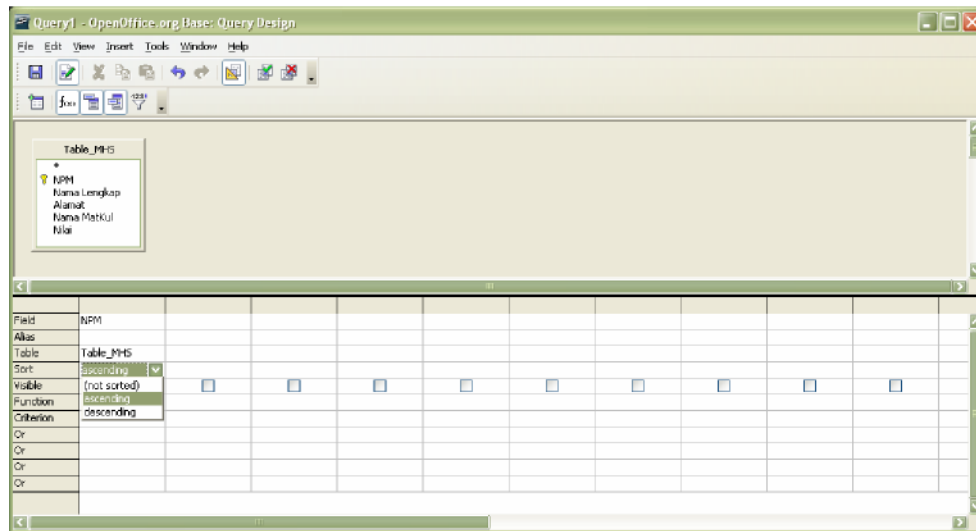 Query1 - OpenOffice.org Base: Query Design
File Edit View Insert Tools Window Help
Table_MHS
*
NPM
Nama Lengkap
Alamat
Nama MatKul
Nilai
Field NPM
Alias
Table Table_MHS
Sort ascending
Visible (not sorted)
Function ascending
descending
Criterion
Or
Or
Or
Or